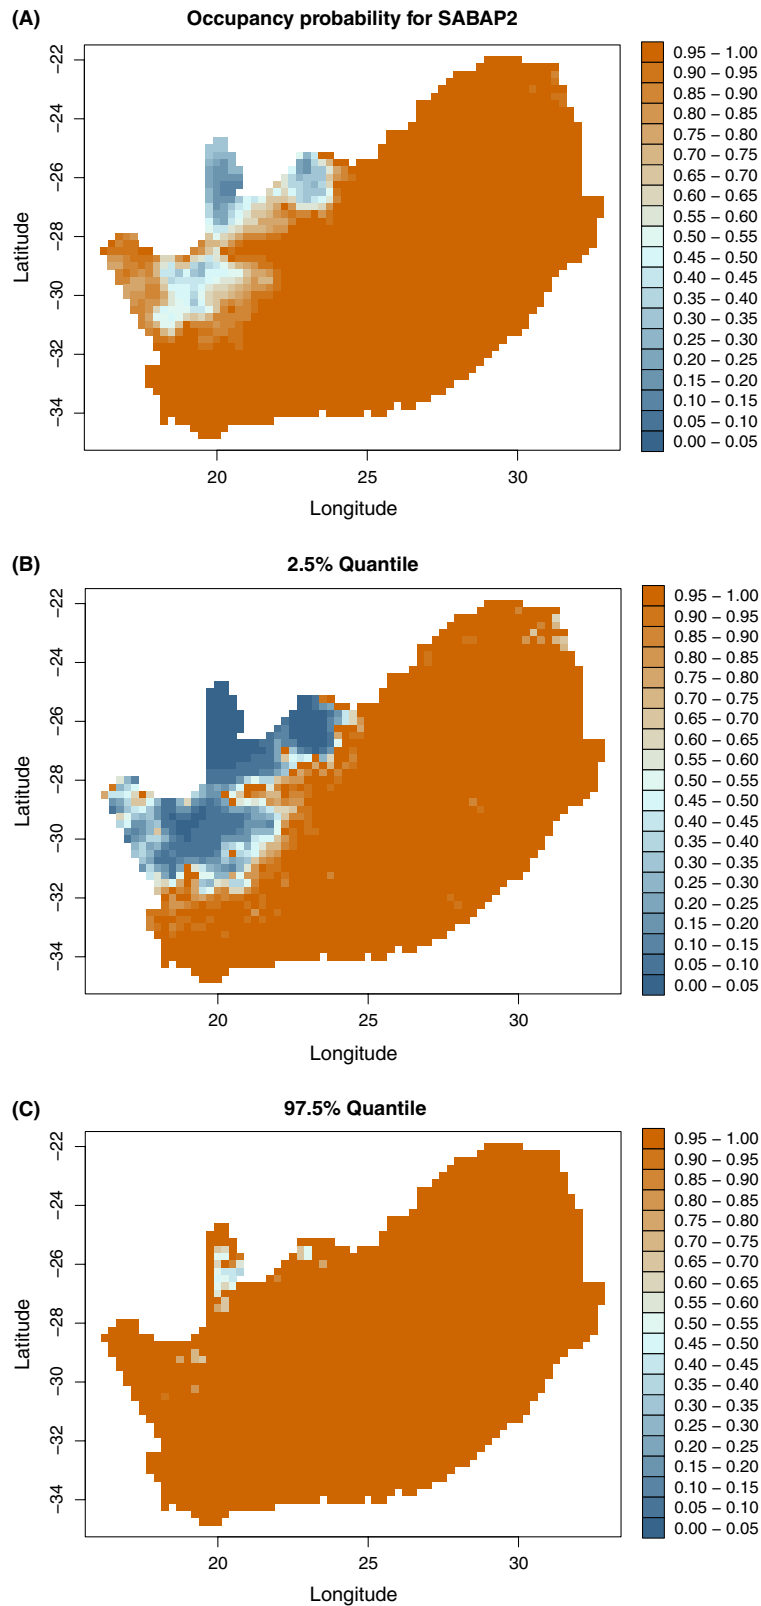 (A)
Occupancy probability for SABAP2
Latitude
−22
−24
−26
−28
−30
−32
−34
20
25
30
Longitude
0.95 − 1.00
0.90 − 0.95
0.85 − 0.90
0.80 − 0.85
0.75 − 0.80
0.70 − 0.75
0.65 − 0.70
0.60 − 0.65
0.55 − 0.60
0.50 − 0.55
0.45 − 0.50
0.40 − 0.45
0.35 − 0.40
0.30 − 0.35
0.25 − 0.30
0.20 − 0.25
0.15 − 0.20
0.10 − 0.15
0.05 − 0.10
0.00 − 0.05
(B)
2.5% Quantile
Latitude
−22
−24
−26
−28
−30
−32
−34
20
25
30
Longitude
0.95 − 1.00
0.90 − 0.95
0.85 − 0.90
0.80 − 0.85
0.75 − 0.80
0.70 − 0.75
0.65 − 0.70
0.60 − 0.65
0.55 − 0.60
0.50 − 0.55
0.45 − 0.50
0.40 − 0.45
0.35 − 0.40
0.30 − 0.35
0.25 − 0.30
0.20 − 0.25
0.15 − 0.20
0.10 − 0.15
0.05 − 0.10
0.00 − 0.05
(C)
97.5% Quantile
Latitude
−22
−24
−26
−28
−30
−32
−34
20
25
30
Longitude
0.95 − 1.00
0.90 − 0.95
0.85 − 0.90
0.80 − 0.85
0.75 − 0.80
0.70 − 0.75
0.65 − 0.70
0.60 − 0.65
0.55 − 0.60
0.50 − 0.55
0.45 − 0.50
0.40 − 0.45
0.35 − 0.40
0.30 − 0.35
0.25 − 0.30
0.20 − 0.25
0.15 − 0.20
0.10 − 0.15
0.05 − 0.10
0.00 − 0.05